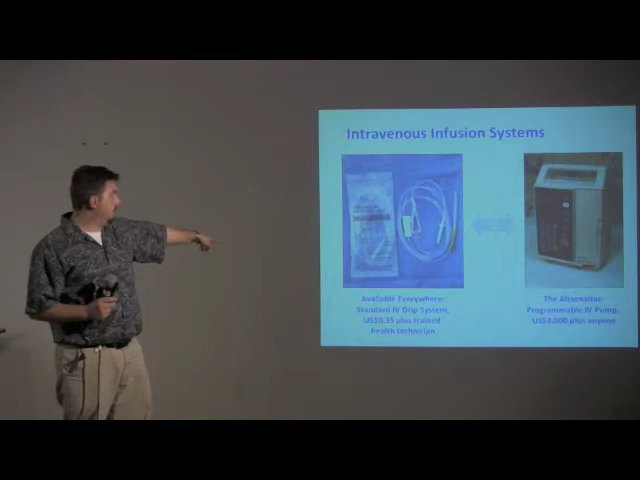 Intravenous Infusion Systems
Available Everywhere:
Standard IV Drip System,
US$0.35 plus trained
health technician
The Alternative:
Programmable IV Pump,
US$2,000 plus anyone